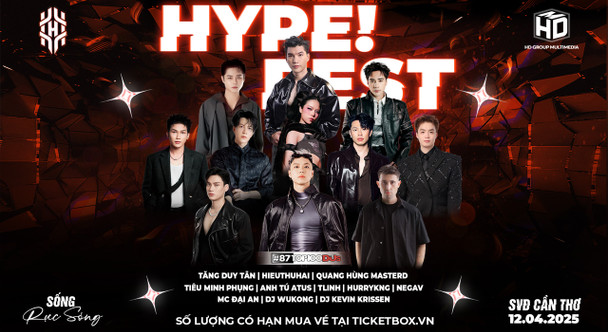 HYPE!
FEST
HD
HD GROUP MULTIMEDIA
TĂNG DUY TÂN | HIEUTHUHAI | QUANG HÙNG MASTERD
TIÊU MINH PHỤNG | ANH TÚ ATUS | TLINH | HURRYKNG | NEGAV
MC ĐẠI AN | DJ WUKONG | DJ KEVIN KRISSEN
SỐNG
Rực Sóng
SỐ LƯỢNG CÓ HẠN MUA VÉ TẠI TICKETBOX.VN
SVĐ CẦN THƠ
12.04.2025